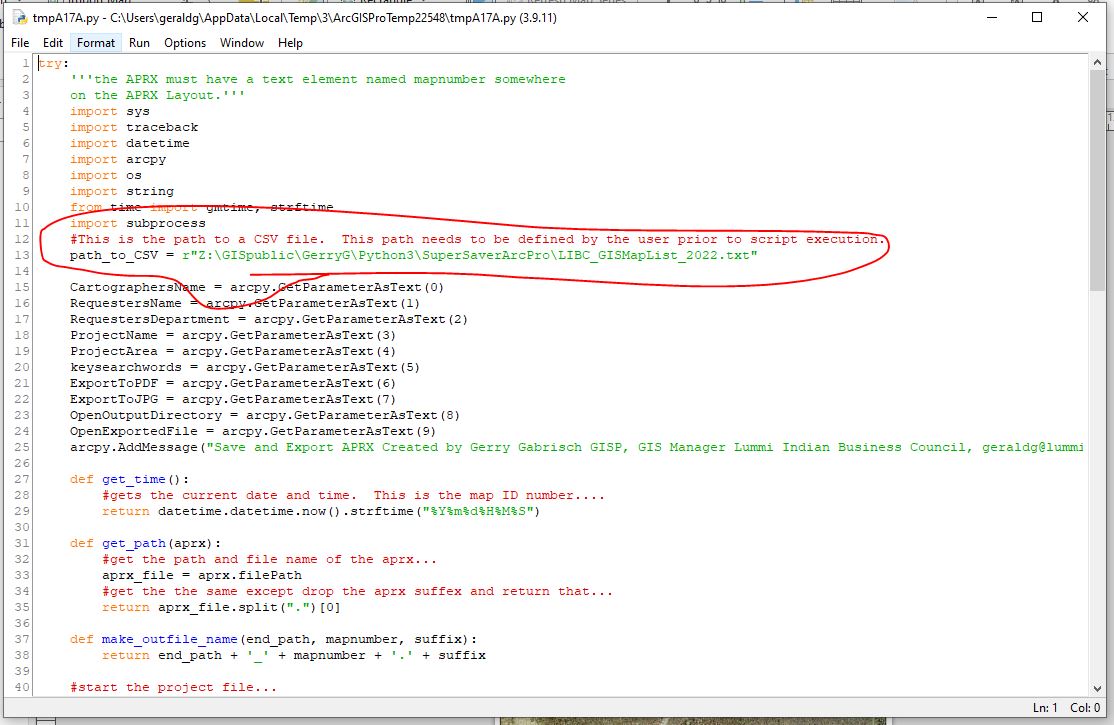 tmpA17A.py - C:\Users\geraldg\AppData\Local\Temp\3\ArcGISProTemp22548\tmpA17A.py (3.9.11)
File Edit Format Run Options Window Help
1 try:
2 '''the APRX must have a text element named mapnumber somewhere
3 on the APRX Layout.'''
4 import sys
5 import traceback
6 import datetime
7 import arcpy
8 import os
9 import string
10 from time import gmtime, strftime
11 import subprocess
12 #This is the path to a CSV file.  This path needs to be defined by the user prior to script execution.
13 path_to_CSV = r"Z:\GISpublic\GerryG\Python3\SuperSaverArcPro\LIBC_GISMapList_2022.txt"
14
15 CartographersName = arcpy.GetParameterAsText(0)
16 RequestersName = arcpy.GetParameterAsText(1)
17 RequestersDepartment = arcpy.GetParameterAsText(2)
18 ProjectName = arcpy.GetParameterAsText(3)
19 ProjectArea = arcpy.GetParameterAsText(4)
20 keysearchwords = arcpy.GetParameterAsText(5)
21 ExportToPDF = arcpy.GetParameterAsText(6)
22 ExportToJPG = arcpy.GetParameterAsText(7)
23 OpenOutputDirectory = arcpy.GetParameterAsText(8)
24 OpenExportedFile = arcpy.GetParameterAsText(9)
25 arcpy.AddMessage("Save and Export APRX Created by Gerry Gabrisch GISP, GIS Manager Lummi Indian Business Council, geraldg@lummi
26
27 def get_time():
28 #gets the current date and time.  This is the map ID number....
29 return datetime.datetime.now().strftime("%Y%m%d%H%M%S")
30
31 def get_path(aprx):
32 #get the path and file name of the aprx...
33 aprx_file = aprx.filePath
34 #get the the same except drop the aprx suffex and return that...
35 return aprx_file.split(".")[0]
36
37 def make_outfile_name(end_path, mapnumber, suffix):
38 return end_path + '_' + mapnumber + '.' + suffix
39
40 #start the project file...
Ln: 1 Col: 0